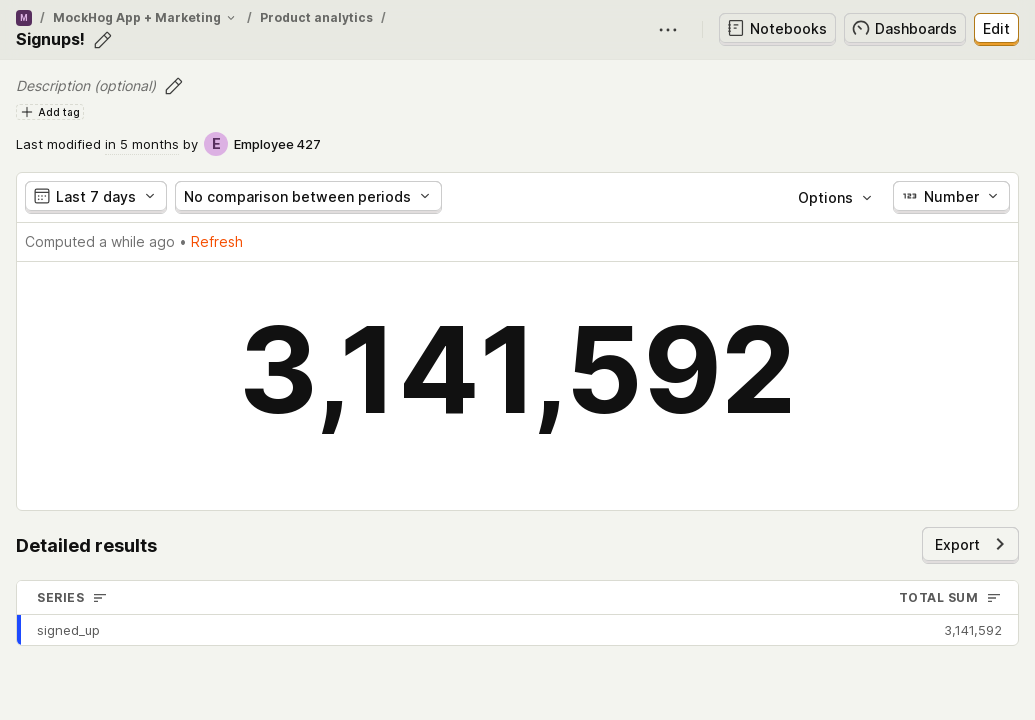 M / MockHog App + Marketing / Product analytics /
Signups!
Notebooks
Dashboards
Edit
Description (optional)
Add tag
Last modified in 5 months by E Employee 427
Last 7 days
No comparison between periods
Options
123 Number
Computed a while ago • Refresh
3,141,592
Detailed results
Export
SERIES
TOTAL SUM
signed_up
3,141,592